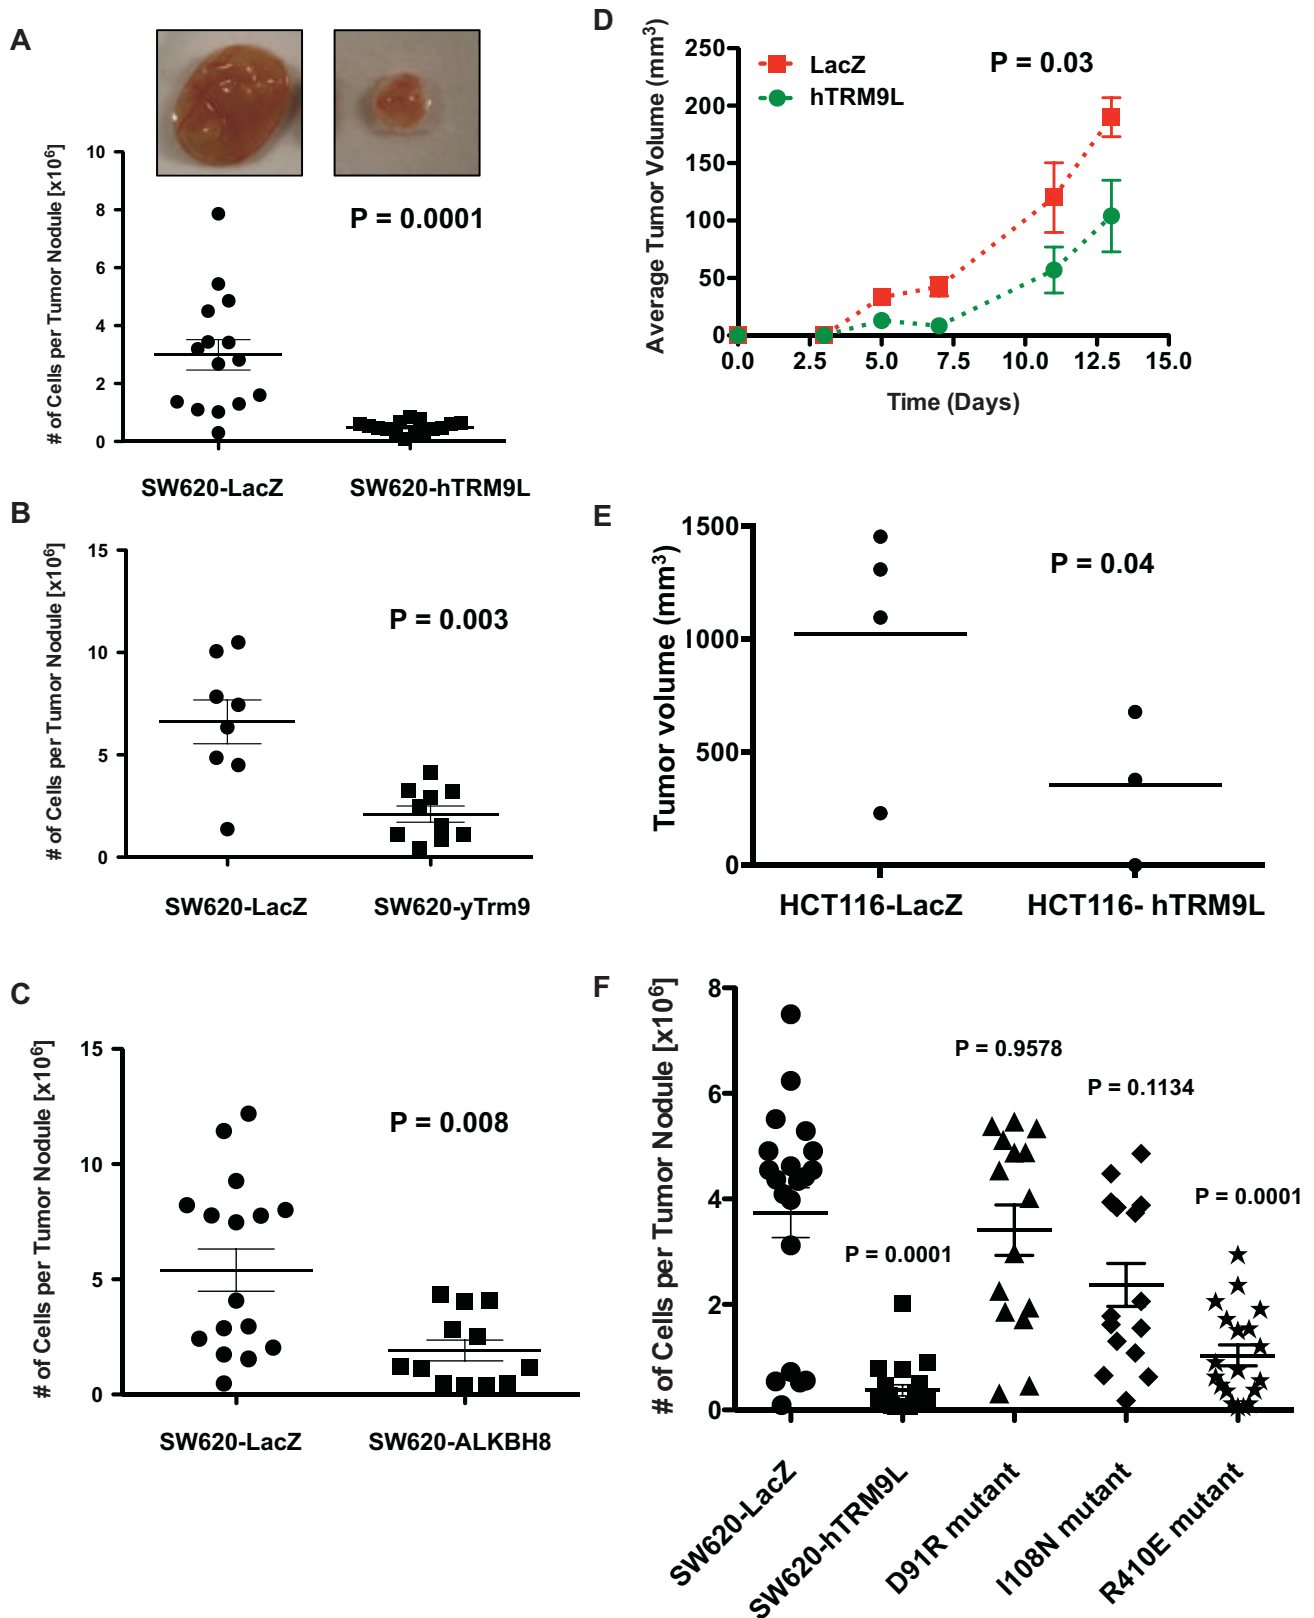 A
# of Cells per Tumor Nodule [x10⁶]
10
8
6
4
2
0
P = 0.0001
SW620-LacZ
SW620-hTRM9L
B
# of Cells per Tumor Nodule [x10⁶]
15
10
5
0
P = 0.003
SW620-LacZ
SW620-yTrm9
C
# of Cells per Tumor Nodule [x10⁶]
15
10
5
0
P = 0.008
SW620-LacZ
SW620-ALKBH8
D
Average Tumor Volume (mm³)
250
200
150
100
50
0
LacZ
hTRM9L
P = 0.03
0.0 2.5 5.0 7.5 10.0 12.5 15.0
Time (Days)
E
Tumor volume (mm³)
1500
1000
500
0
P = 0.04
HCT116-LacZ
HCT116- hTRM9L
F
# of Cells per Tumor Nodule [x10⁶]
8
6
4
2
0
P = 0.0001
P = 0.9578
P = 0.1134
P = 0.0001
SW620-LacZ
SW620-hTRM9L
D91R mutant
I108N mutant
R410E mutant